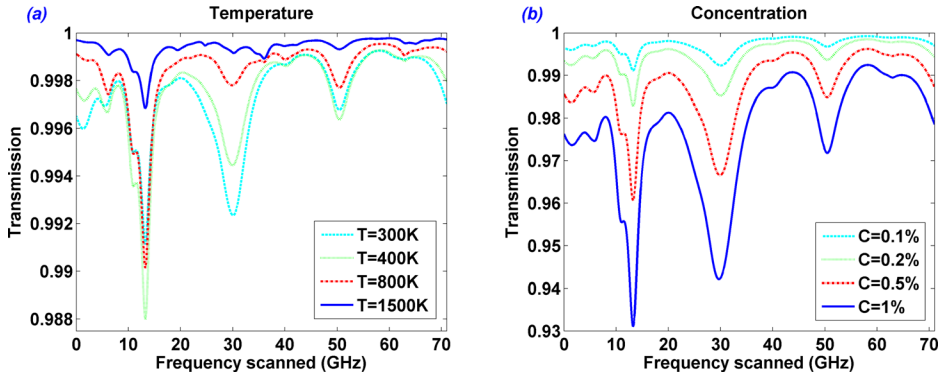 (a)
Temperature
1
0.998
0.996
0.994
0.992
0.99
0.988
Transmission
T=300K
T=400K
T=800K
T=1500K
0 10 20 30 40 50 60 70
Frequency scanned (GHz)
(b)
Concentration
1
0.99
0.98
0.97
0.96
0.95
0.94
0.93
Transmission
C=0.1%
C=0.2%
C=0.5%
C=1%
0 10 20 30 40 50 60 70
Frequency scanned (GHz)